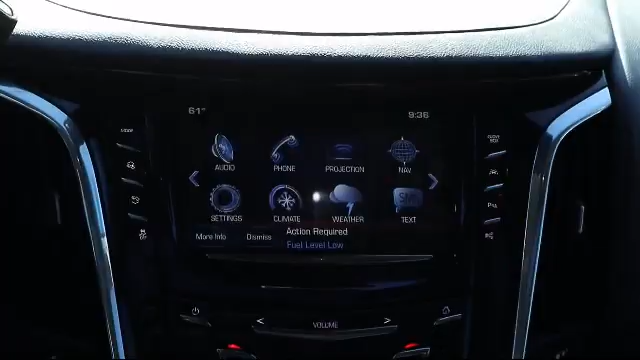 61°
9:36
AUDIO
PHONE
PROJECTION
NAV
SETTINGS
CLIMATE
WEATHER
SMS
TEXT
More Info
Dismiss
Action Required
Fuel Level Low
VOLUME